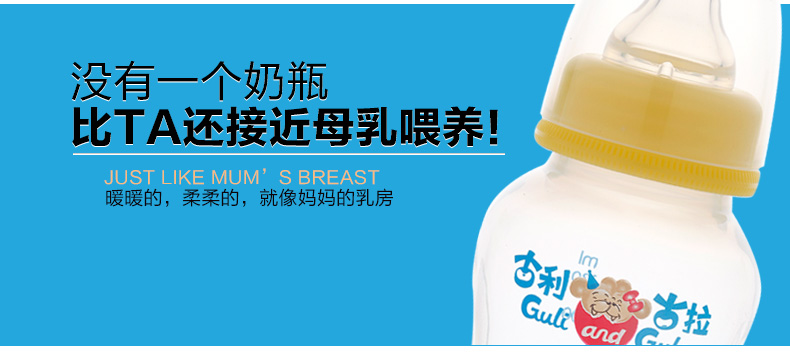 没有一个奶瓶
比TA还接近母乳喂养!
JUST LIKE MUM'S BREAST
暖暖的，柔柔的，就像妈妈的乳房
古利
Guli
and
古拉